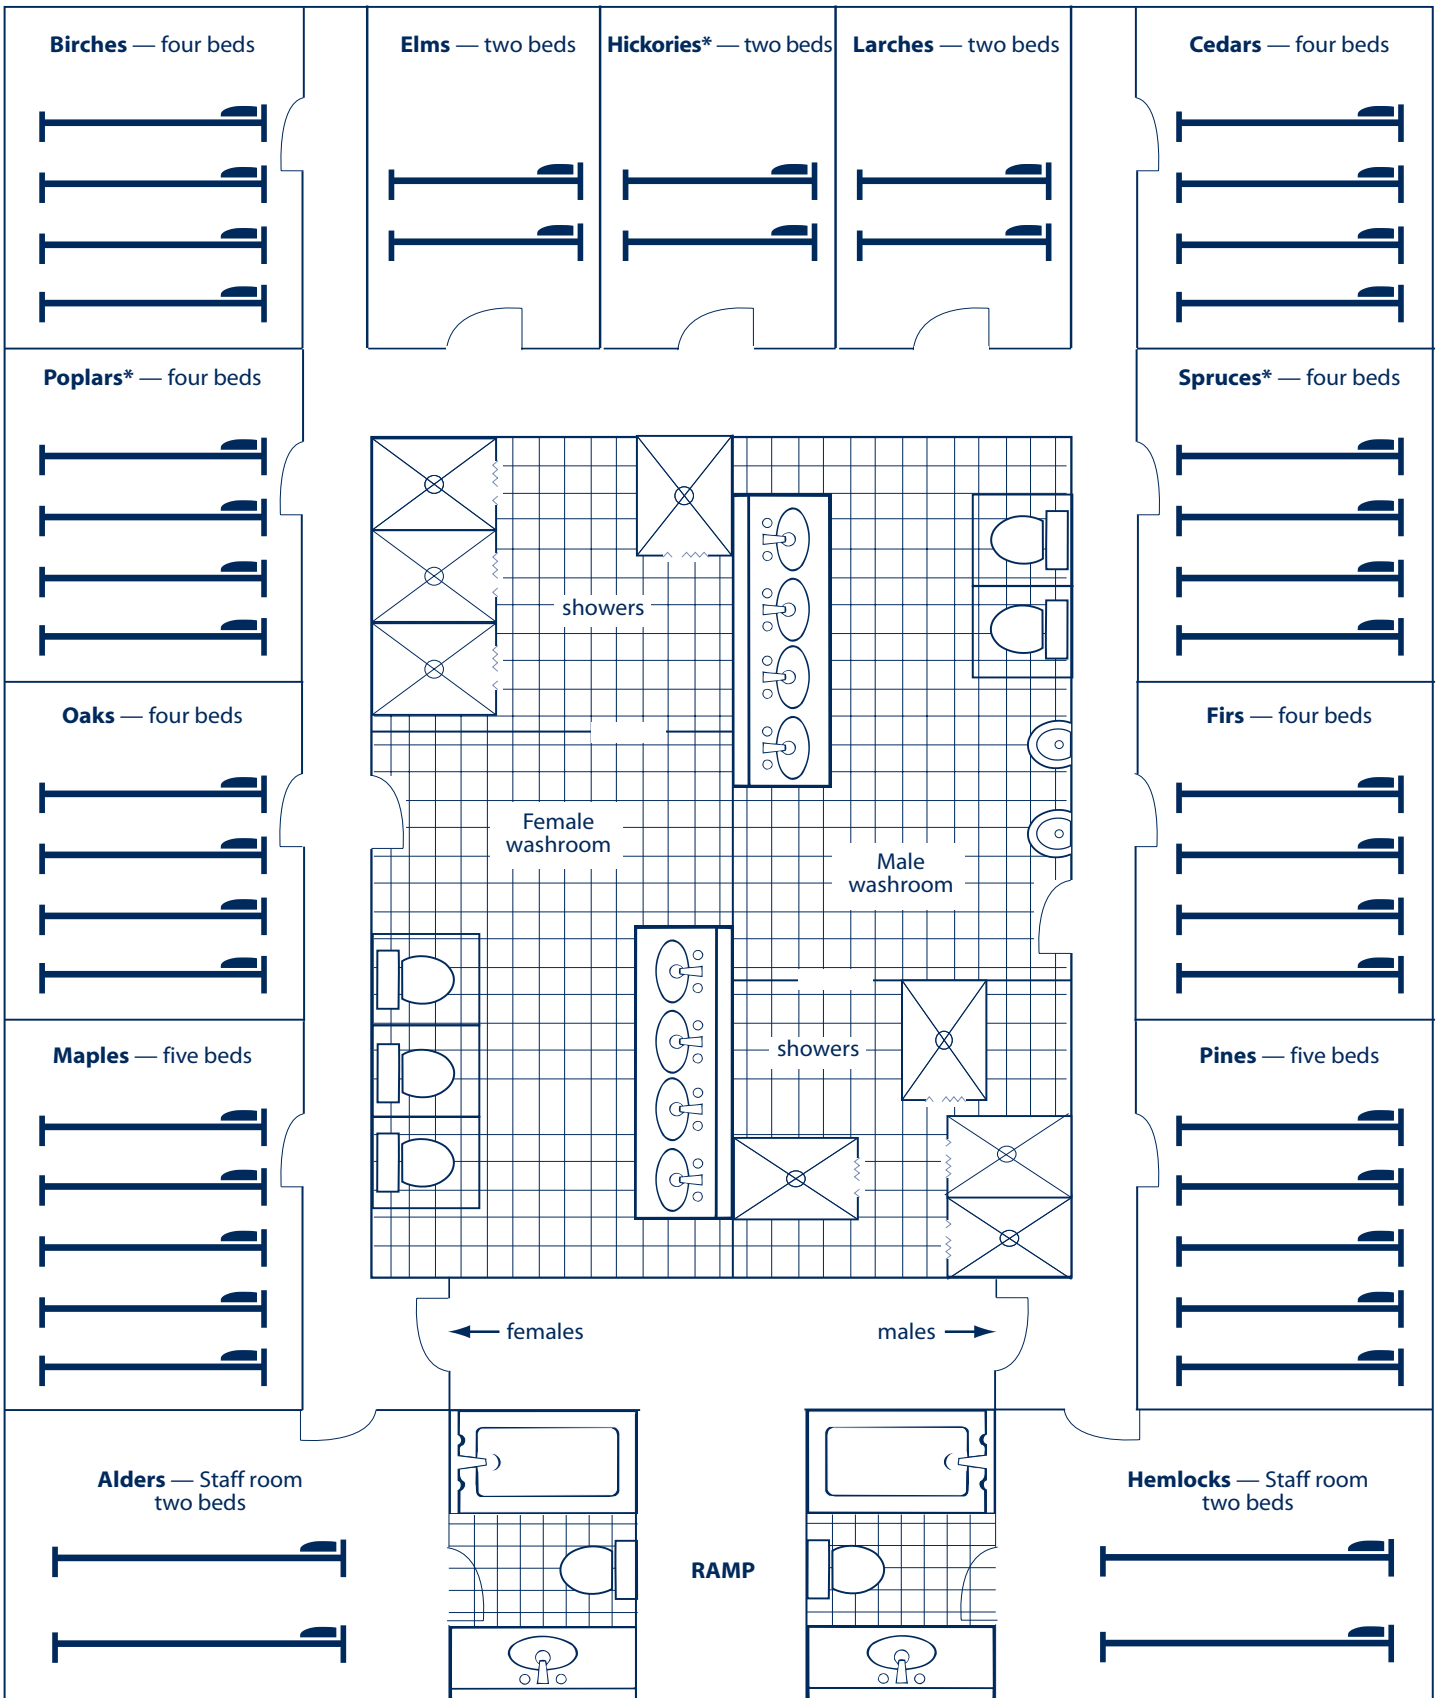 Birches — four beds
Elms — two beds
Hickories* — two beds
Larches — two beds
Cedars — four beds
Poplars* — four beds
Spruces* — four beds
showers
Oaks — four beds
Firs — four beds
Female
washroom
Male
washroom
Maples — five beds
showers
Pines — five beds
females
males
Alders — Staff room
two beds
Hemlocks — Staff room
two beds
RAMP